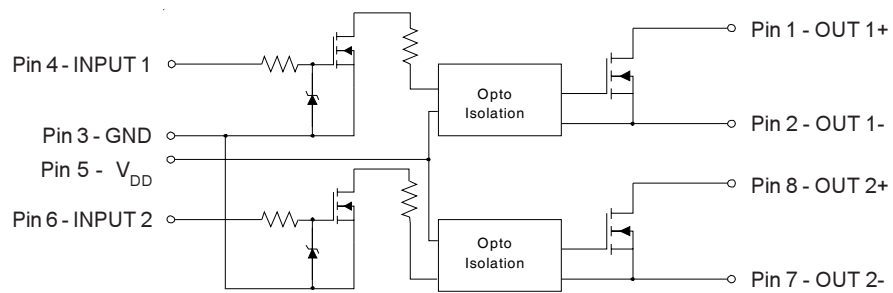 Pin 4 - INPUT 1
Pin 3 - GND
Pin 5 - VDD
Pin 6 - INPUT 2
Opto
Isolation
Opto
Isolation
Pin 1 - OUT 1+
Pin 2 - OUT 1-
Pin 8 - OUT 2+
Pin 7 - OUT 2-